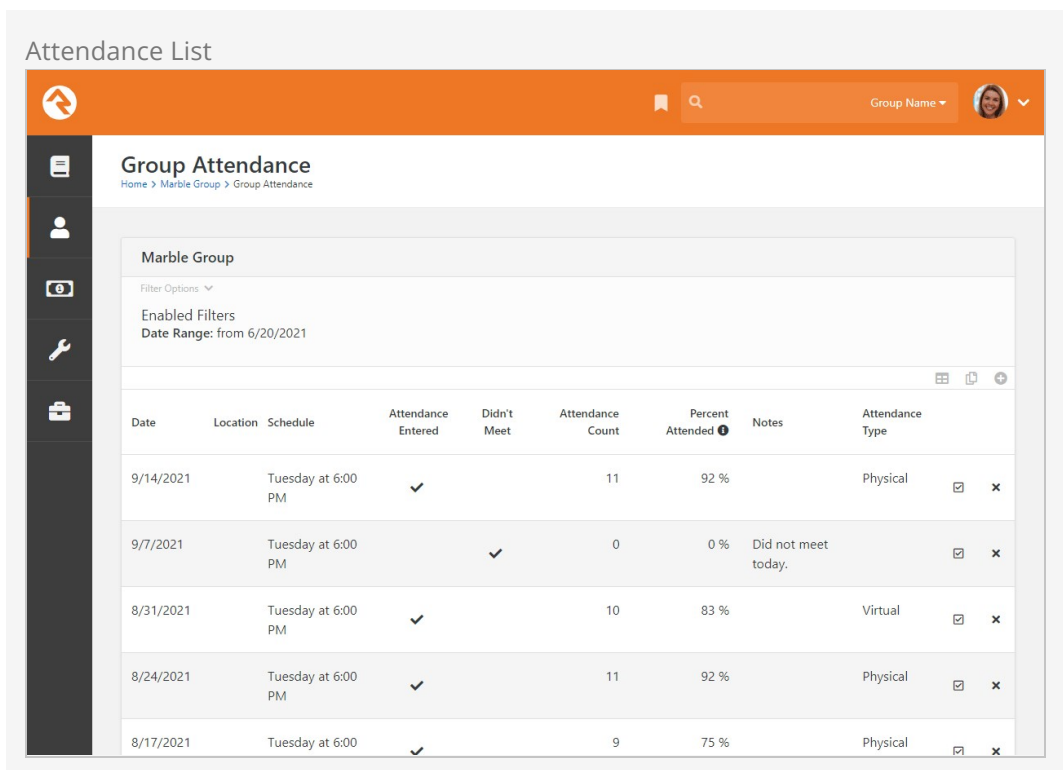 Attendance List
Group Name
Group Attendance
Home > Marble Group > Group Attendance
Marble Group
Filter Options
Enabled Filters
Date Range: from 6/20/2021
Date Location Schedule Attendance Entered Didn't Meet Attendance Count Percent Attended Notes Attendance Type
9/14/2021 Tuesday at 6:00 PM 11 92 % Physical
9/7/2021 Tuesday at 6:00 PM 0 0 % Did not meet today.
8/31/2021 Tuesday at 6:00 PM 10 83 % Virtual
8/24/2021 Tuesday at 6:00 PM 11 92 % Physical
8/17/2021 Tuesday at 6:00 9 75 % Physical